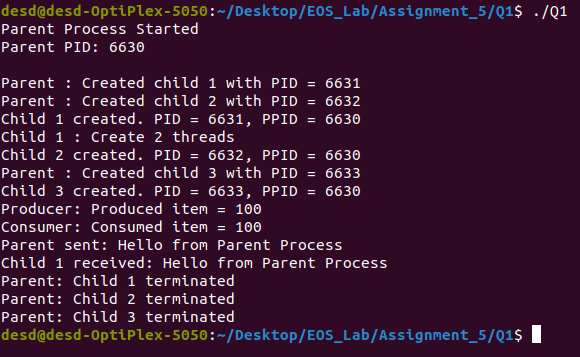 desd@desd-OptiPlex-5050:~/Desktop/EOS_Lab/Assignment_5/Q1$ ./Q1
Parent Process Started
Parent PID: 6630
Parent : Created child 1 with PID = 6631
Parent : Created child 2 with PID = 6632
Child 1 created. PID = 6631, PPID = 6630
Child 1 : Create 2 threads
Child 2 created. PID = 6632, PPID = 6630
Parent : Created child 3 with PID = 6633
Child 3 created. PID = 6633, PPID = 6630
Producer: Produced item = 100
Consumer: Consumed item = 100
Parent sent: Hello from Parent Process
Child 1 received: Hello from Parent Process
Parent: Child 1 terminated
Parent: Child 2 terminated
Parent: Child 3 terminated
desd@desd-OptiPlex-5050:~/Desktop/EOS_Lab/Assignment_5/Q1$